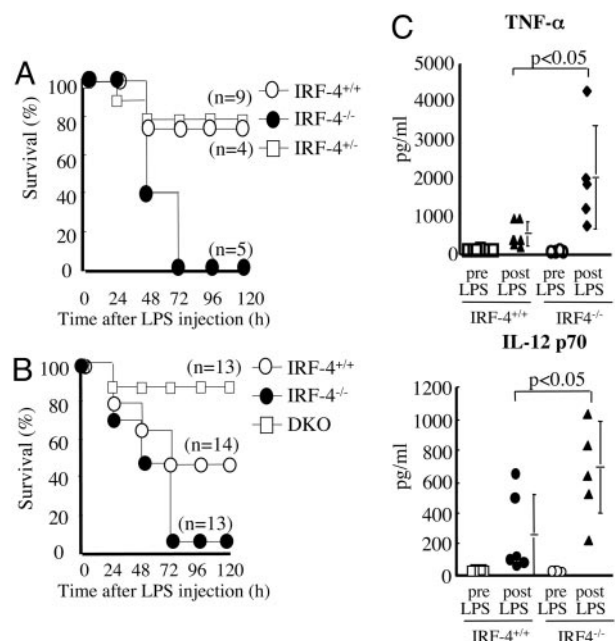 A
Survival (%)
100
80
60
40
20
0
(n=9)
(n=4)
(n=5)
IRF-4+/+
IRF-4-/-
IRF-4+/-
0 24 48 72 96 120
Time after LPS injection (h)
B
Survival (%)
100
80
60
40
20
0
(n=13)
(n=14)
(n=13)
IRF-4+/+
IRF-4-/-
DKO
0 24 48 72 96 120
Time after LPS injection (h)
C
TNF-α
p<0.05
pg/ml
5000
4000
3000
2000
1000
0
pre post pre post
LPS LPS LPS LPS
IRF-4+/+ IRF4-/-
IL-12 p70
p<0.05
pg/ml
1200
1000
800
600
400
200
0
pre post pre post
LPS LPS LPS LPS
IRF-4+/+ IRF4-/-